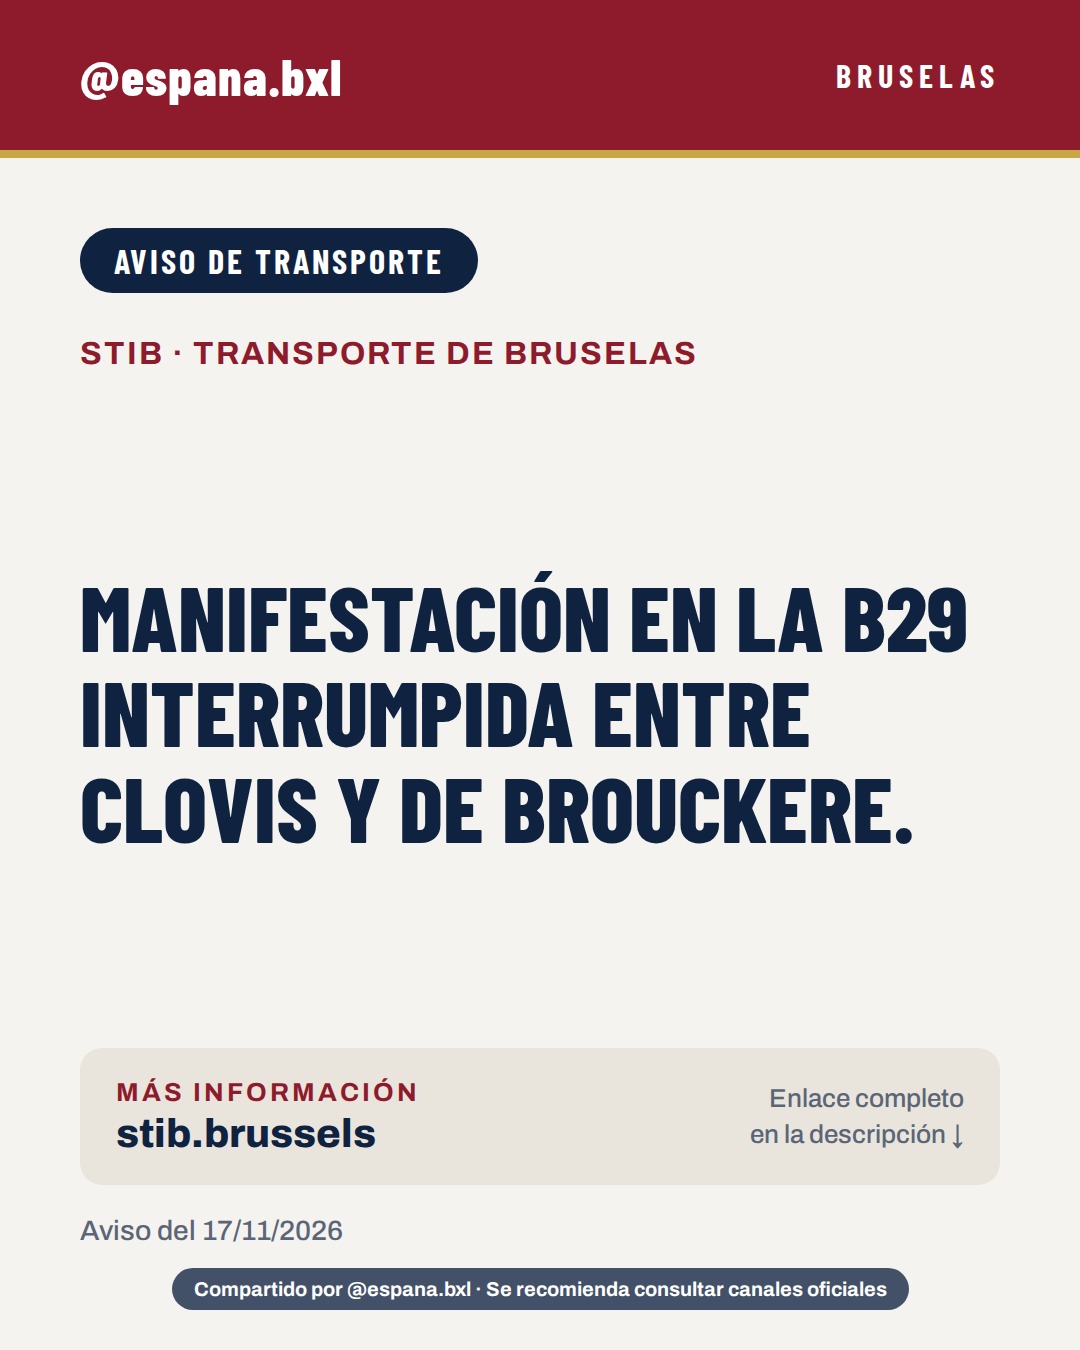 @espana.bxl
BRUSELAS
AVISO DE TRANSPORTE
STIB · TRANSPORTE DE BRUSELAS
MANIFESTACIÓN EN LA B29
INTERRUMPIDA ENTRE
CLOVIS Y DE BROUCKERE.
MÁS INFORMACIÓN
stib.brussels
Enlace completo
en la descripción ↓
Aviso del 17/11/2026
Compartido por @espana.bxl · Se recomienda consultar canales oficiales